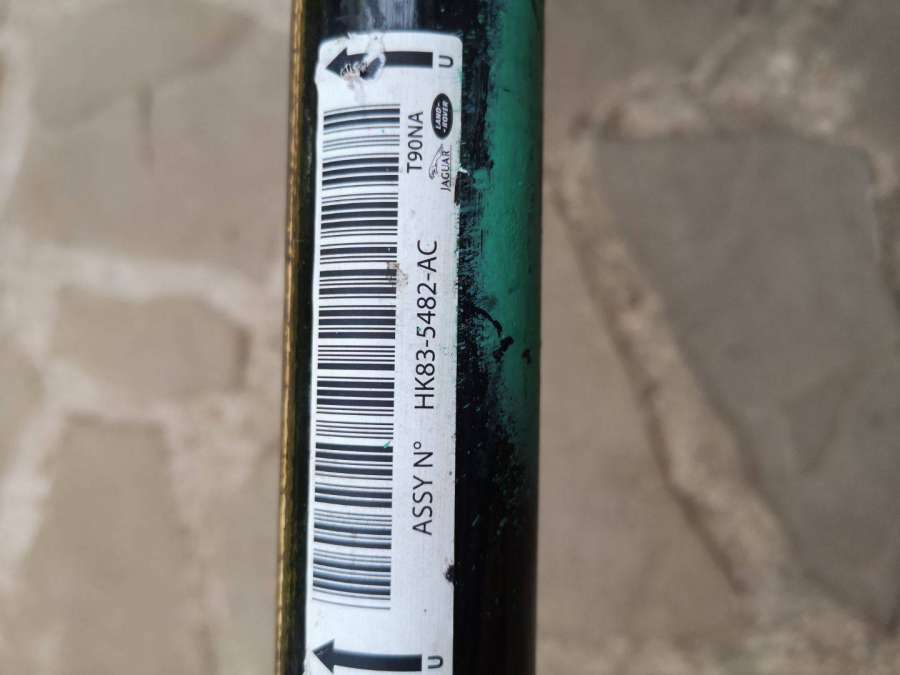 U
T90NA
LAND-
ROVER
JAGUAR
ASSY N° HK83-5482-AC
U